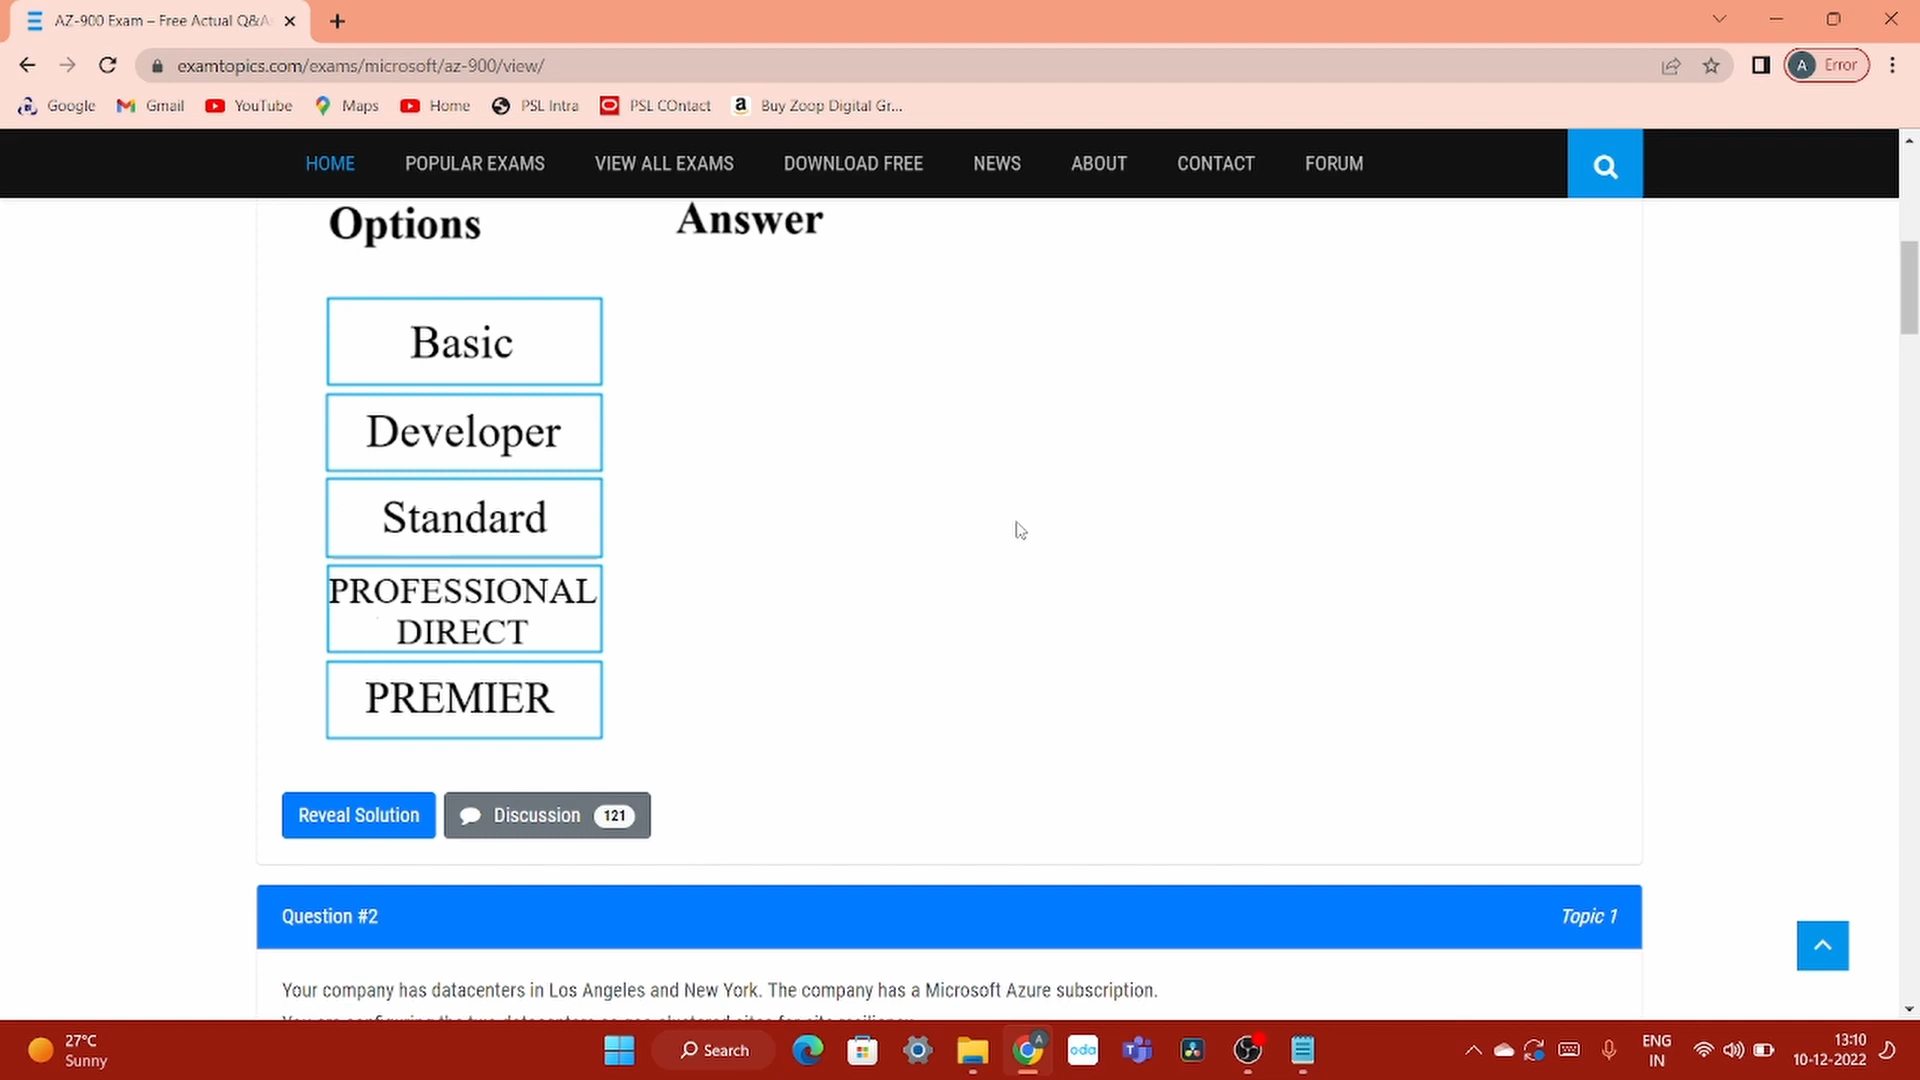 AZ-900 Exam – Free Actual Q&A
examtopics.com/exams/microsoft/az-900/view/
A Error
Google Gmail YouTube Maps Home PSL Intra PSL COntact Buy Zoop Digital Gr...
HOME POPULAR EXAMS VIEW ALL EXAMS DOWNLOAD FREE NEWS ABOUT CONTACT FORUM
Options Answer
Basic
Developer
Standard
PROFESSIONAL
DIRECT
PREMIER
Reveal Solution Discussion 121
Question #2 Topic 1
Your company has datacenters in Los Angeles and New York. The company has a Microsoft Azure subscription.
27°C
Sunny
Search
oda
ENG
IN
13:10
10-12-2022